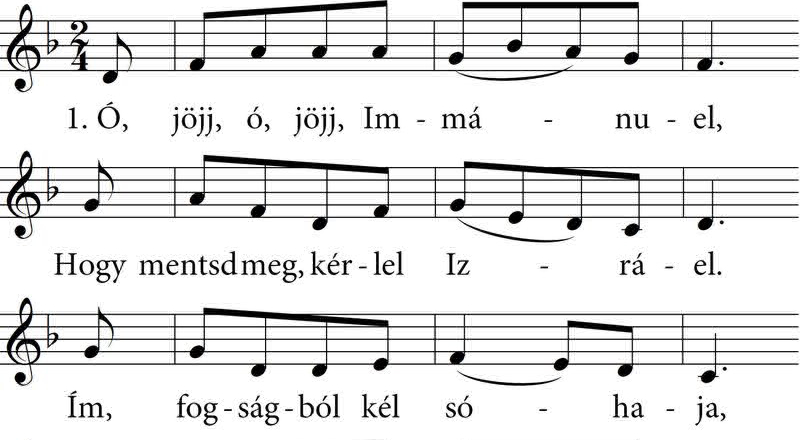 2
4
1. Ó, jöjj, ó, jöjj, Im - má - nu - el,
Hogy mentsd meg, kér - lel Iz - rá - el.
Ím, fog - ság - ból kél só - ha - ja,